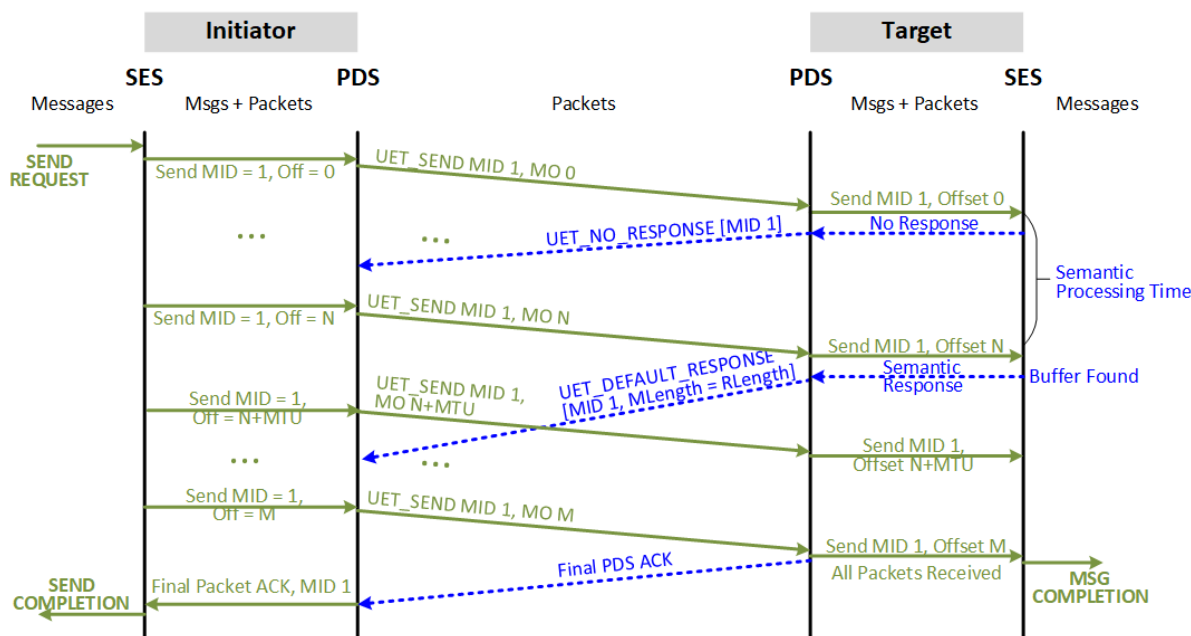 Initiator
Target
SES
PDS
PDS
SES
Messages
Msgs + Packets
Packets
Msgs + Packets
Messages
SEND
REQUEST
Send MID = 1, Off = 0
UET_SEND MID 1, MO 0
Send MID 1, Offset 0
...
...
UET_NO_RESPONSE [MID 1]
No Response
Semantic
Processing Time
Send MID = 1, Off = N
UET_SEND MID 1, MO N
Send MID 1, Offset N
UET_DEFAULT_RESPONSE
[MID 1, MLength = RLength]
Semantic
Response
Buffer Found
Send MID = 1,
Off = N+MTU
UET_SEND MID 1,
MO N+MTU
Send MID 1,
Offset N+MTU
...
...
Send MID = 1,
Off = M
UET_SEND MID 1, MO M
Send MID 1, Offset M
All Packets Received
Final PDS ACK
MSG
COMPLETION
SEND
COMPLETION
Final Packet ACK, MID 1